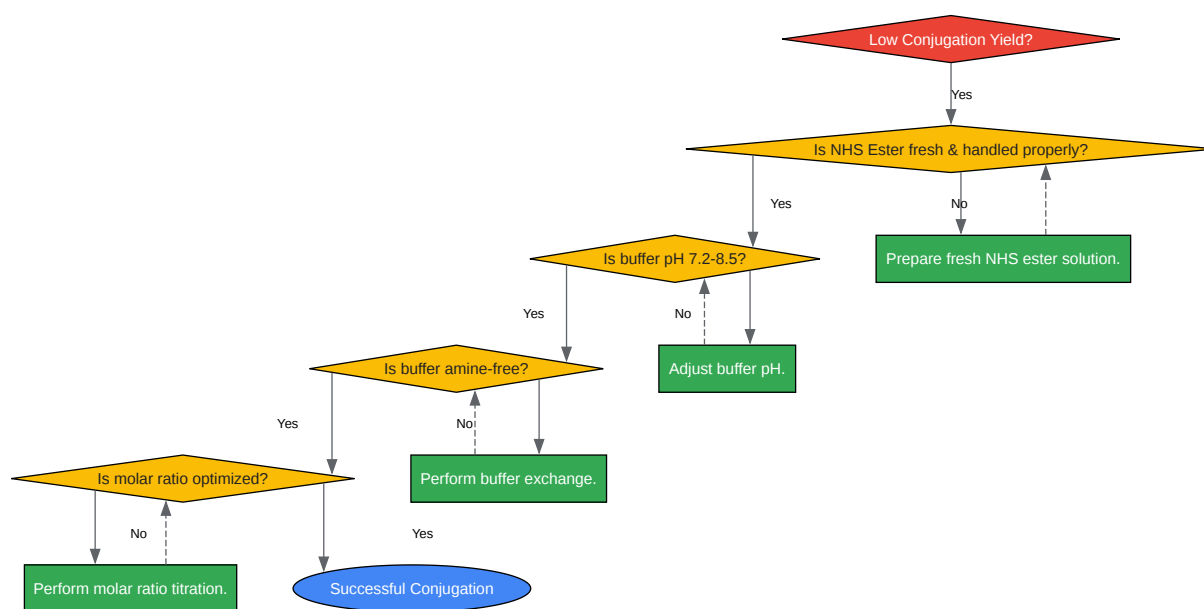 Low Conjugation Yield?
Yes
Is NHS Ester fresh & handled properly?
Yes
No
Is buffer pH 7.2-8.5?
Prepare fresh NHS ester solution.
Yes
No
Is buffer amine-free?
Adjust buffer pH.
Yes
No
Is molar ratio optimized?
Perform buffer exchange.
No
Yes
Perform molar ratio titration.
Successful Conjugation